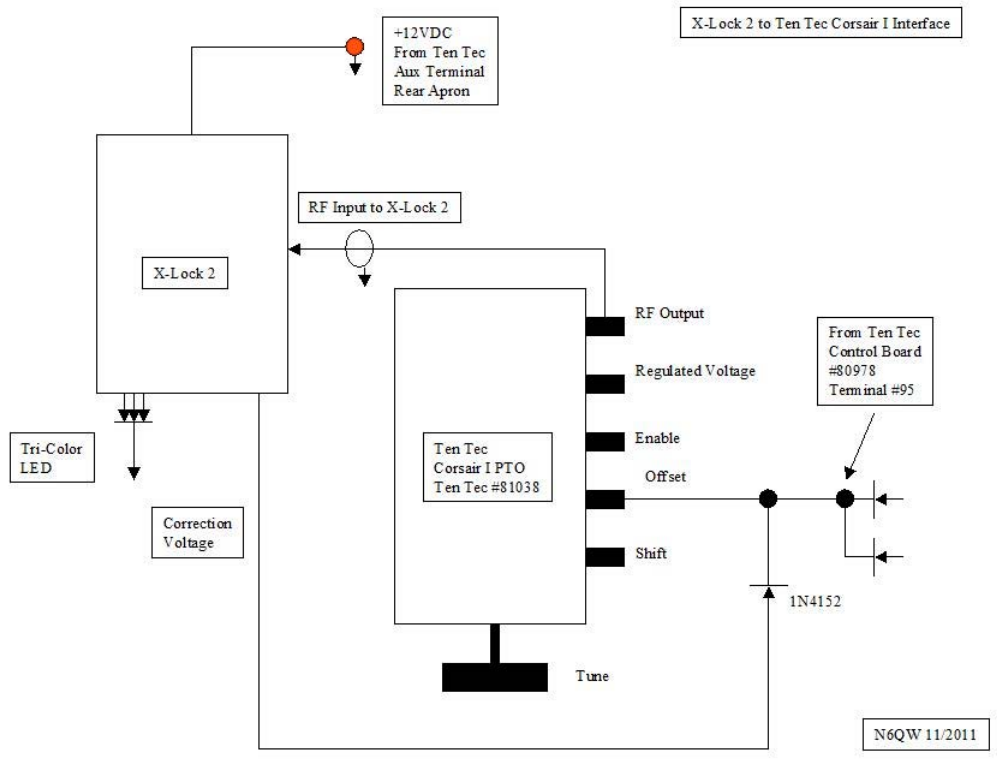 X-Lock 2 to Ten Tec Corsair I Interface
+12VDC
From Ten Tec
Aux Terminal
Rear Apron
RF Input to X-Lock 2
X-Lock 2
RF Output
Regulated Voltage
Enable
Offset
Shift
From Ten Tec
Control Board
#80978
Terminal #95
Ten Tec
Corsair I PTO
Ten Tec #81038
Tri-Color
LED
Correction
Voltage
1N4152
Tune
N6QW 11/2011